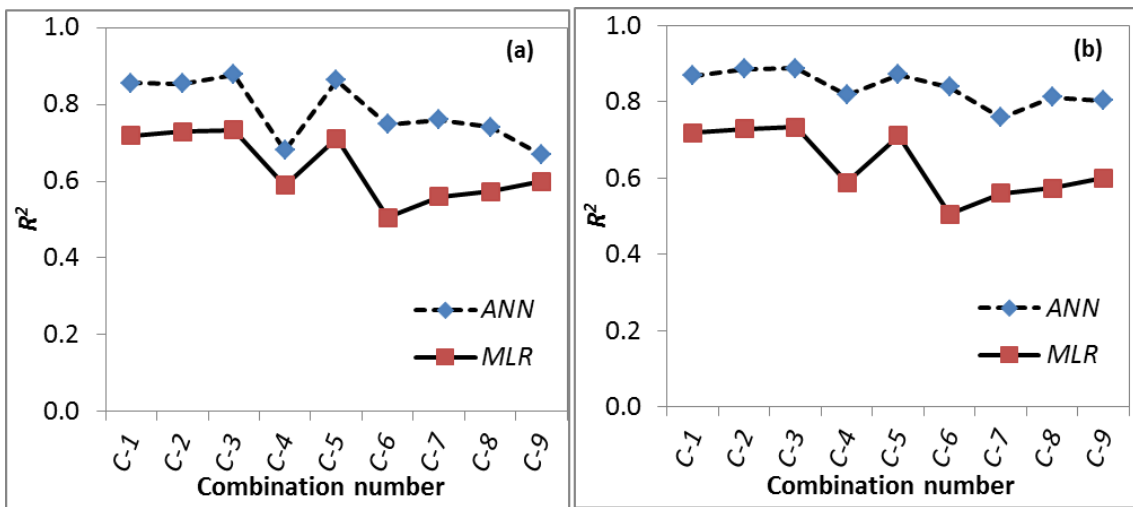 (a)
1.0
0.8
0.6
0.4
0.2
0.0
R²
ANN
MLR
C-1 C-2 C-3 C-4 C-5 C-6 C-7 C-8 C-9
Combination number
(b)
1.0
0.8
0.6
0.4
0.2
0.0
R²
ANN
MLR
C-1 C-2 C-3 C-4 C-5 C-6 C-7 C-8 C-9
Combination number